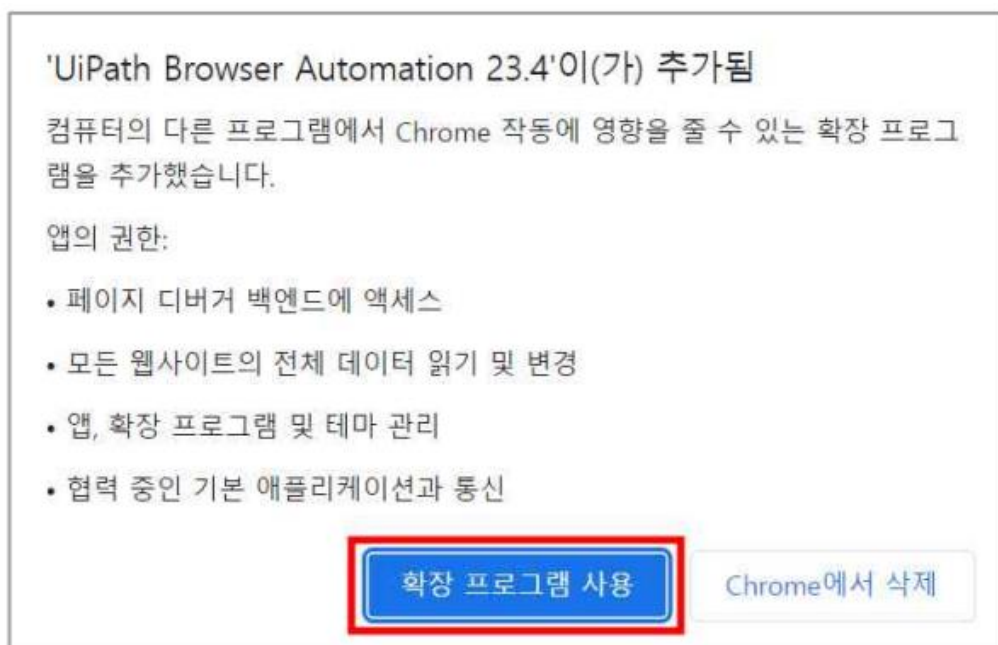 'UiPath Browser Automation 23.4'이(가) 추가됨
컴퓨터의 다른 프로그램에서 Chrome 작동에 영향을 줄 수 있는 확장 프로그
램을 추가했습니다.
앱의 권한:
• 페이지 디버거 백엔드에 액세스
• 모든 웹사이트의 전체 데이터 읽기 및 변경
• 앱, 확장 프로그램 및 테마 관리
• 협력 중인 기본 애플리케이션과 통신
확장 프로그램 사용 Chrome에서 삭제